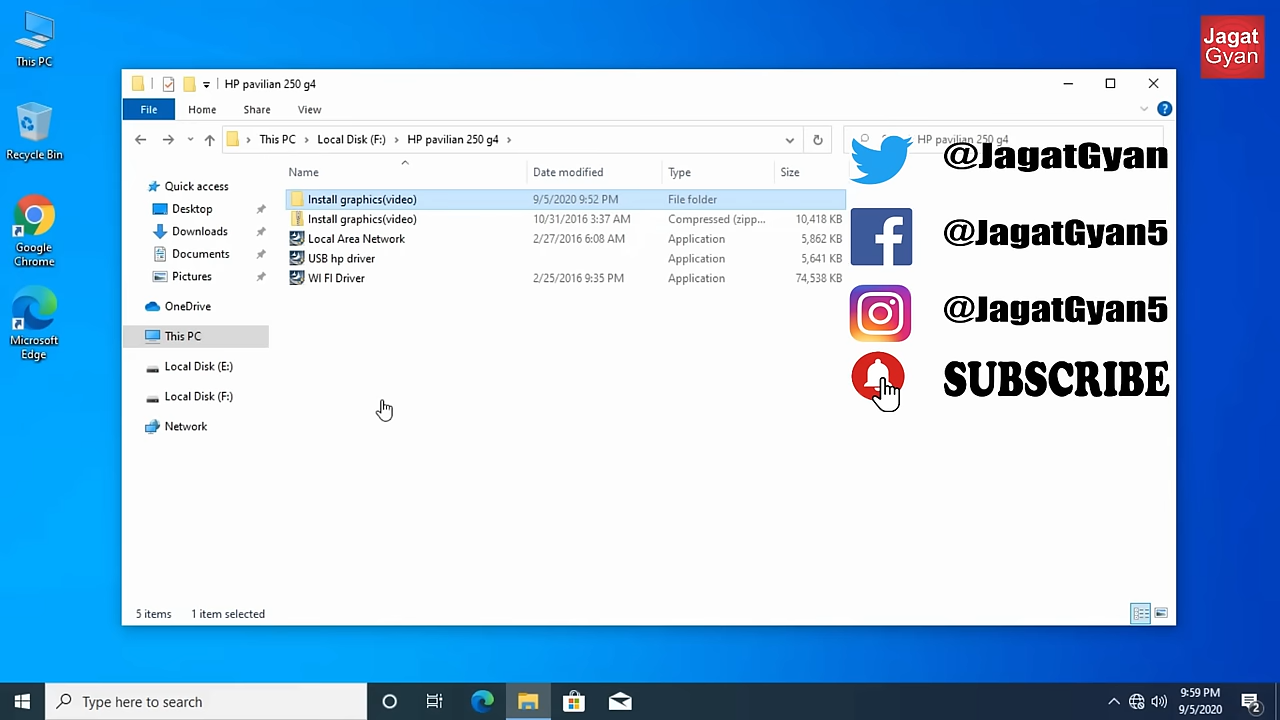 This PC
Recycle Bin
Google
Chrome
Microsoft
Edge
Jagat
Gyan
HP pavilian 250 g4
File Home Share View
This PC Local Disk (F:) HP pavilian 250 g4
HP pavilian 250 g4
Name Date modified Type Size
Quick access
Desktop
Downloads
Documents
Pictures
OneDrive
This PC
Local Disk (E:)
Local Disk (F:)
Network
Install graphics(video) 9/5/2020 9:52 PM File folder
Install graphics(video) 10/31/2016 3:37 AM Compressed (zipp... 10,418 KB
Local Area Network 2/27/2016 6:08 AM Application 5,862 KB
USB hp driver Application 5,641 KB
WI FI Driver 2/25/2016 9:35 PM Application 74,538 KB
@JagatGyan
@JagatGyan5
@JagatGyan5
SUBSCRIBE
5 items 1 item selected
Type here to search
9:59 PM
9/5/2020
2